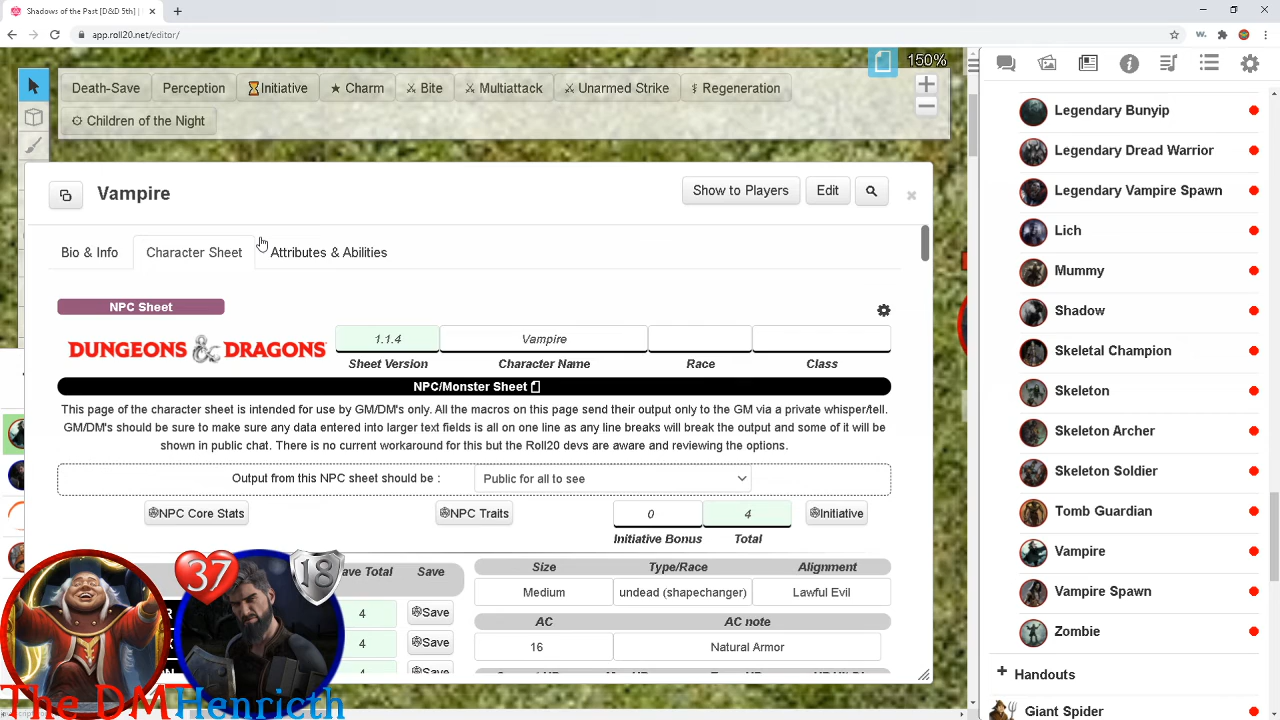 Shadows of the Past [D&D 5th] |
app.roll20.net/editor/
150%
Death-Save Perception Initiative Charm Bite Multiattack Unarmed Strike Regeneration
Children of the Night
Vampire
Show to Players Edit
Bio & Info Character Sheet Attributes & Abilities
NPC Sheet
DUNGEONS & DRAGONS
1.1.4 Vampire
Sheet Version Character Name Race Class
NPC/Monster Sheet
This page of the character sheet is intended for use by GM/DM's only. All the macros on this page send their output only to the GM via a private whisper/tell.
GM/DM's should be sure to make sure any data entered into larger text fields is all on one line as any line breaks will break the output and some of it will be
shown in public chat. There is no current workaround for this but the Roll20 devs are aware and reviewing the options.
Output from this NPC sheet should be : Public for all to see
NPC Core Stats NPC Traits 0 4 Initiative
Initiative Bonus Total
ave Total Save
4 Save
4 Save
Size Type/Race Alignment
Medium undead (shapechanger) Lawful Evil
AC AC note
16 Natural Armor
37
18
The DM Henricth
Legendary Bunyip
Legendary Dread Warrior
Legendary Vampire Spawn
Lich
Mummy
Shadow
Skeletal Champion
Skeleton
Skeleton Archer
Skeleton Soldier
Tomb Guardian
Vampire
Vampire Spawn
Zombie
Handouts
Giant Spider